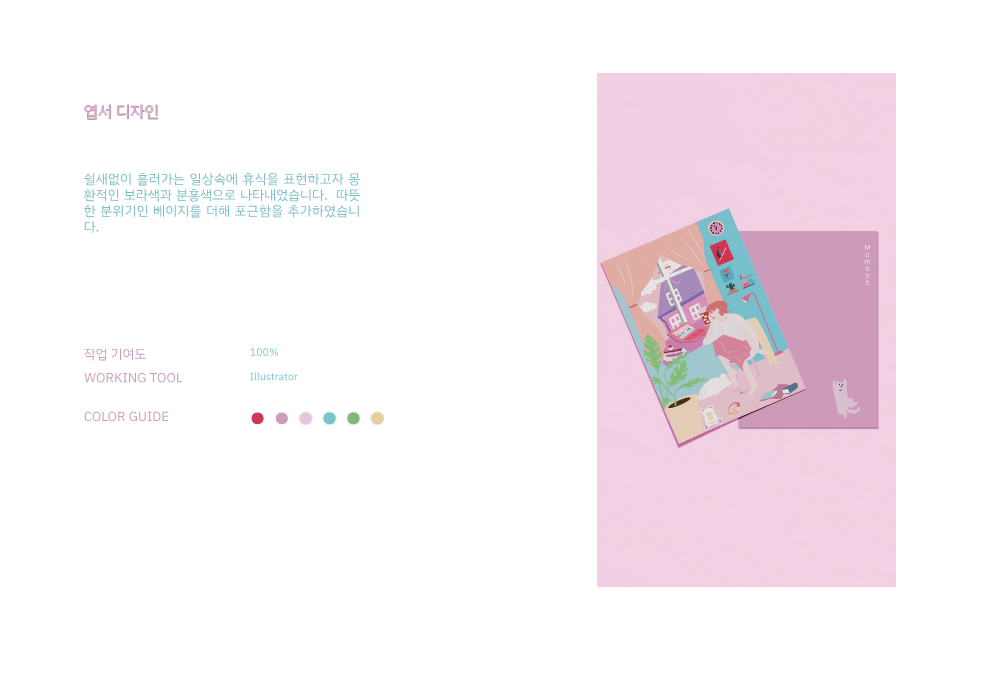 엽서 디자인
쉴새없이 흘러가는 일상속에 휴식을 표현하고자 몽
환적인 보라색과 분홍색으로 나타내었습니다. 따뜻
한 분위기인 베이지를 더해 포근함을 추가하였습니
다.
작업 기여도 100%
WORKING TOOL Illustrator
COLOR GUIDE
Moment